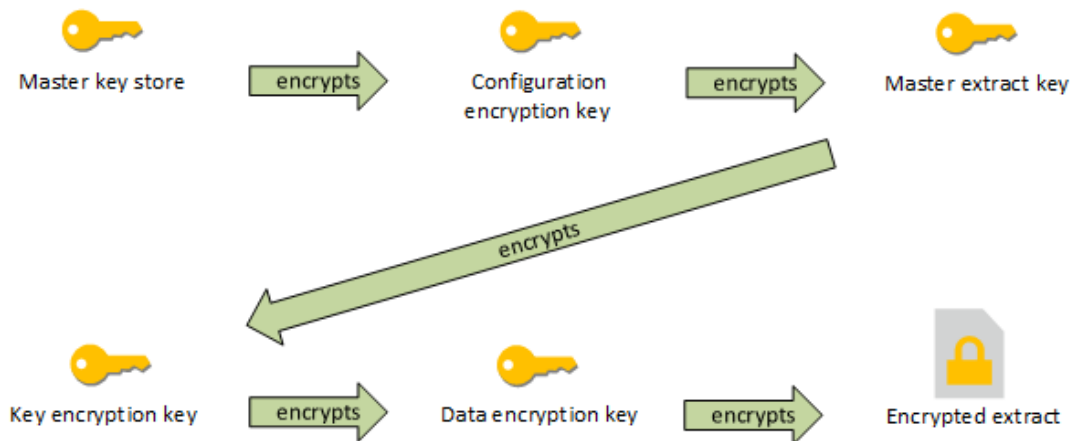 Master key store
encrypts
Configuration
encryption key
encrypts
Master extract key
encrypts
Key encryption key
encrypts
Data encryption key
encrypts
Encrypted extract